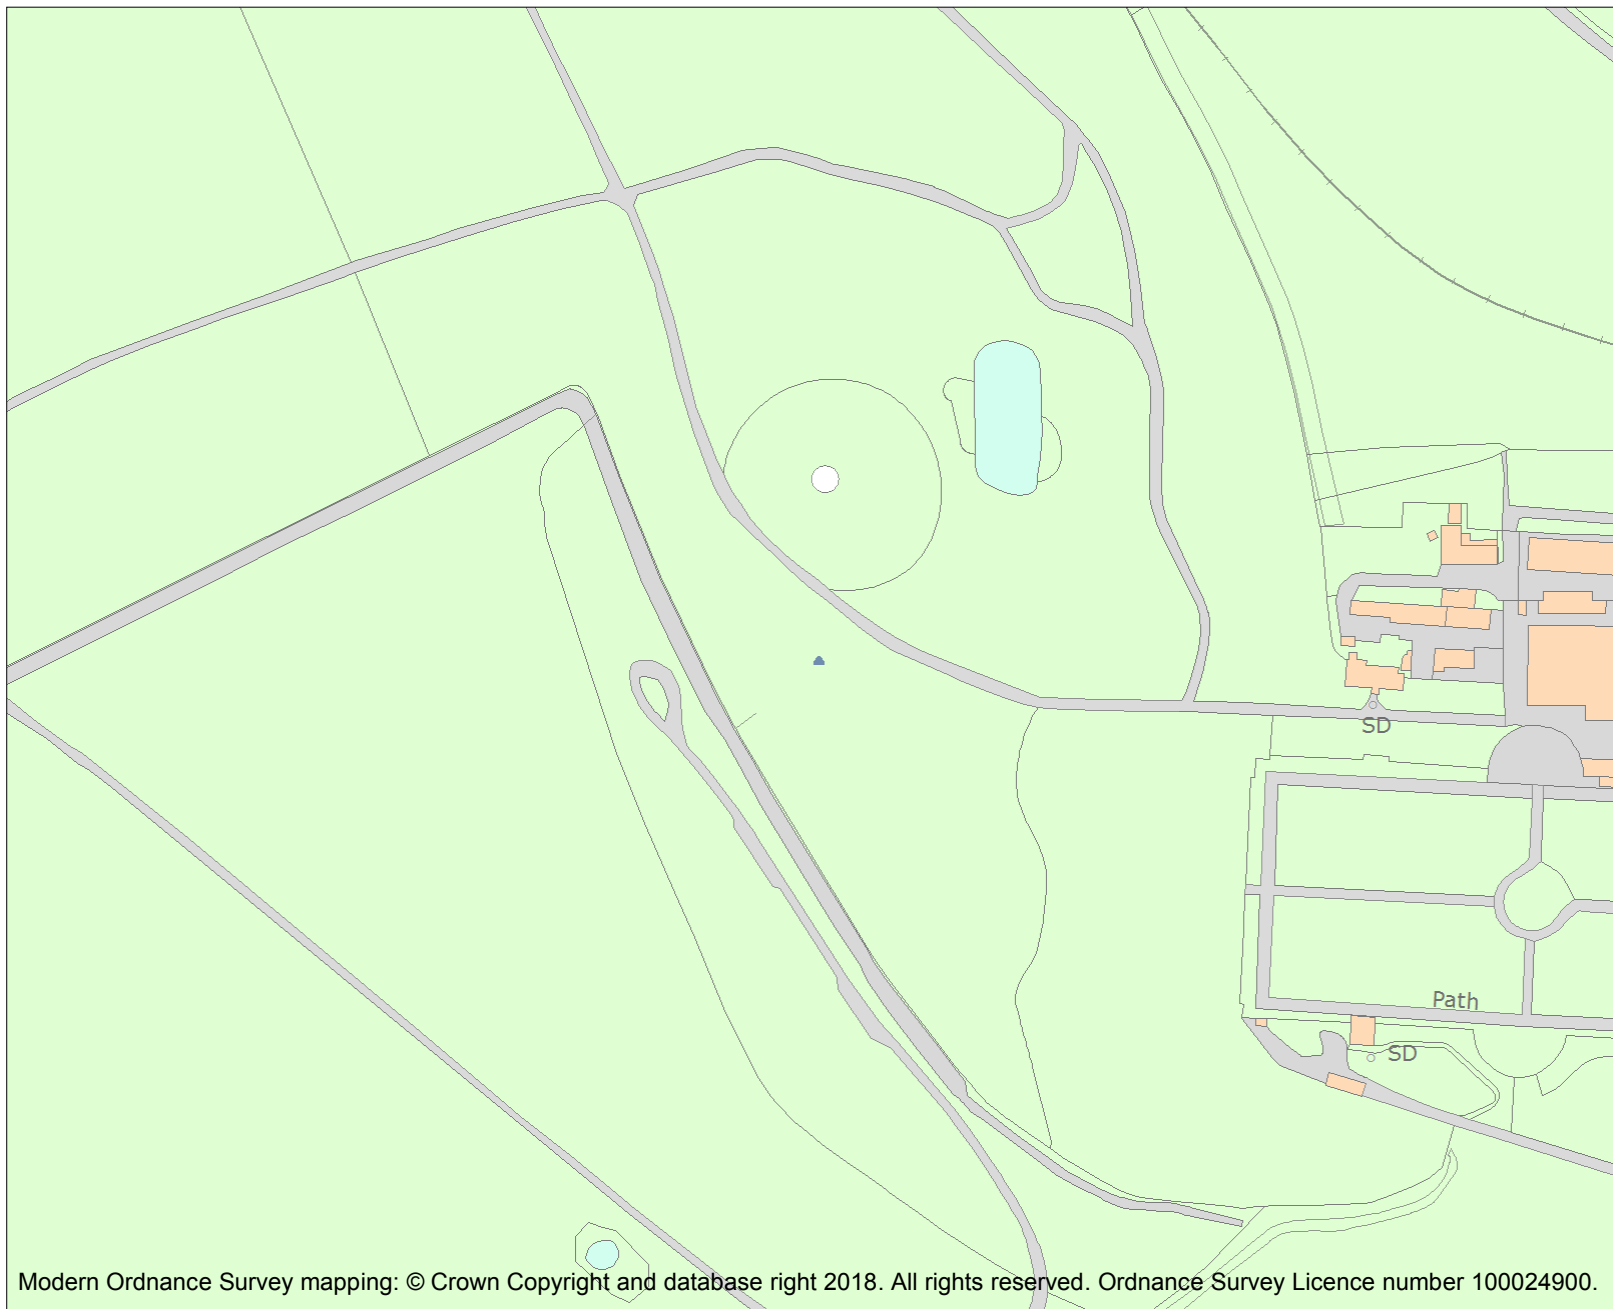 SD
Path
SD
Modern Ordnance Survey mapping: © Crown Copyright and database right 2018. All rights reserved. Ordnance Survey Licence number 100024900.